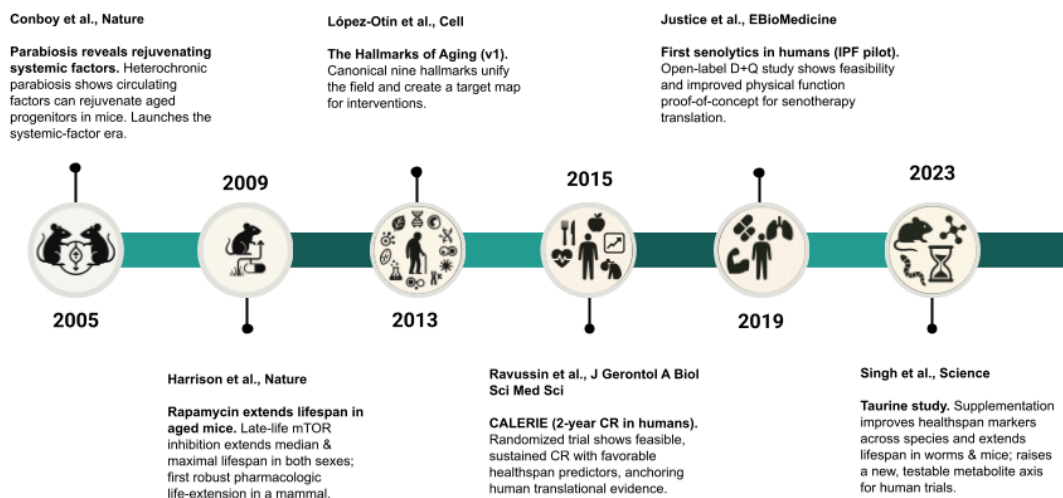 Conboy et al., Nature
Parabiosis reveals rejuvenating
systemic factors. Heterochronic
parabiosis shows circulating
factors can rejuvenate aged
progenitors in mice. Launches the
systemic-factor era.
2005
2009
Harrison et al., Nature
Rapamycin extends lifespan in
aged mice. Late-life mTOR
inhibition extends median &
maximal lifespan in both sexes;
first robust pharmacologic
life-extension in a mammal.
López-Otín et al., Cell
The Hallmarks of Aging (v1).
Canonical nine hallmarks unify
the field and create a target map
for interventions.
2013
2015
Ravussin et al., J Gerontol A Biol
Sci Med Sci
CALERIE (2-year CR in humans).
Randomized trial shows feasible,
sustained CR with favorable
healthspan predictors, anchoring
human translational evidence.
Justice et al., EBioMedicine
First senolytics in humans (IPF pilot).
Open-label D+Q study shows feasibility
and improved physical function
proof-of-concept for senotherapy
translation.
2019
2023
Singh et al., Science
Taurine study. Supplementation
improves healthspan markers
across species and extends
lifespan in worms & mice; raises
a new, testable metabolite axis
for human trials.